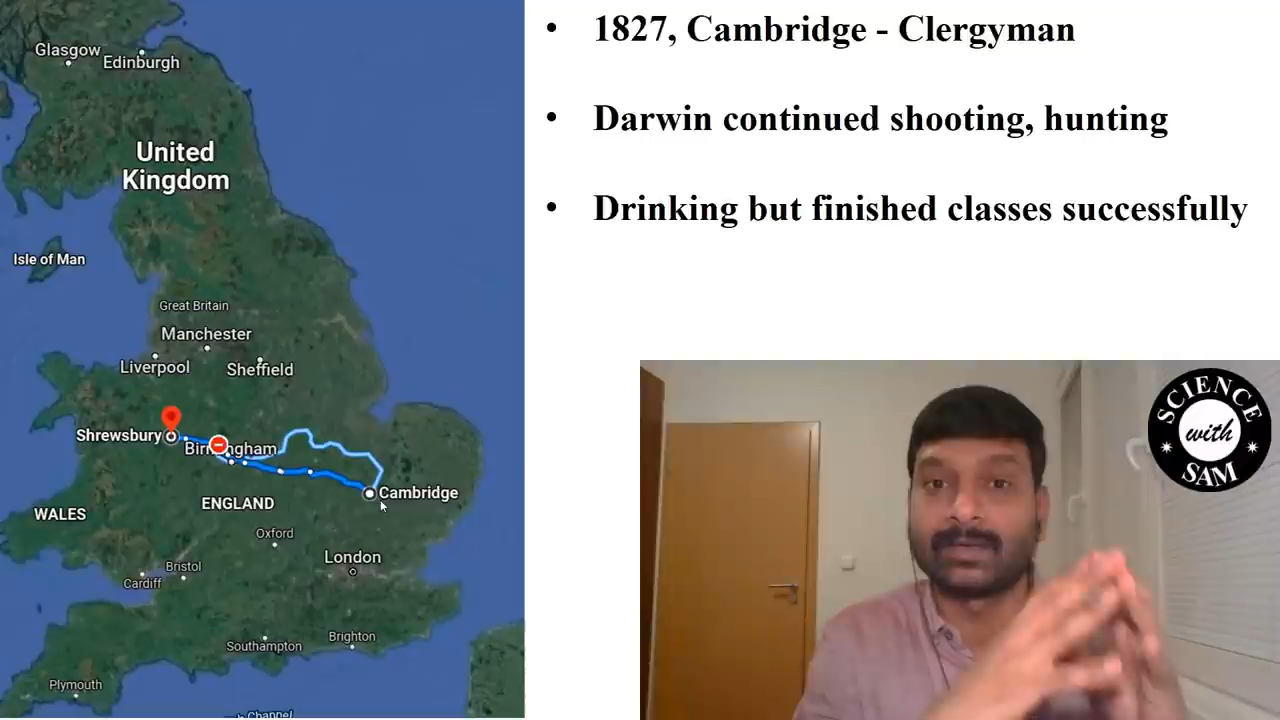 • 1827, Cambridge - Clergyman
• Darwin continued shooting, hunting
• Drinking but finished classes successfully
Glasgow
Edinburgh
United
Kingdom
Isle of Man
Great Britain
Manchester
Liverpool
Sheffield
Shrewsbury
Birmingham
Cambridge
ENGLAND
WALES
Oxford
London
Bristol
Cardiff
Southampton
Brighton
Plymouth
Channel
SCIENCE
with
SAM